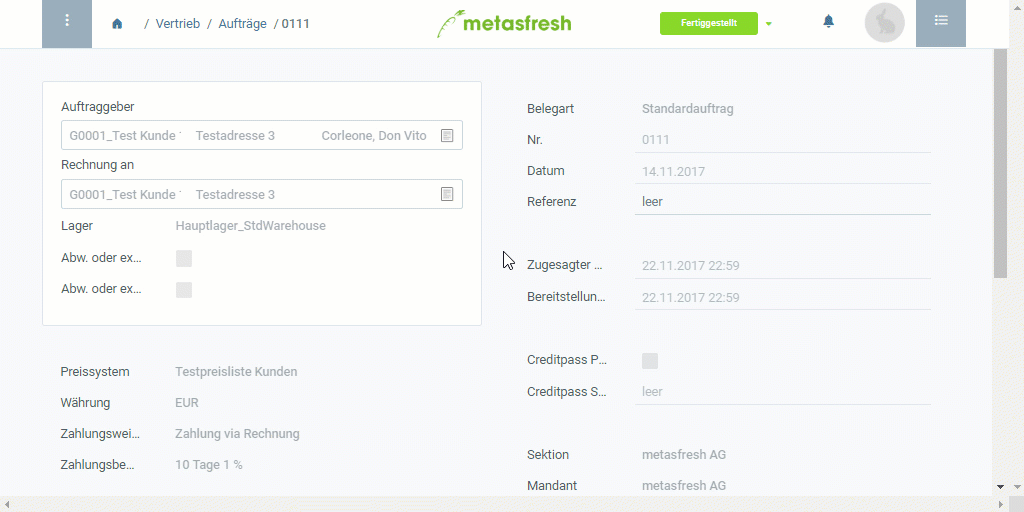 / Vertrieb / Aufträge / 0111
metasfresh
Fertiggestellt
Auftraggeber
G0001_Test Kunde Testadresse 3 Corleone, Don Vito
Rechnung an
G0001_Test Kunde Testadresse 3
Lager Hauptlager_StdWarehouse
Abw. oder ex...
Abw. oder ex...
Preissystem Testpreisliste Kunden
Währung EUR
Zahlungswei... Zahlung via Rechnung
Zahlungsbe... 10 Tage 1 %
Belegart Standardauftrag
Nr. 0111
Datum 14.11.2017
Referenz leer
Zugesagter ... 22.11.2017 22:59
Bereitstellun... 22.11.2017 22:59
Creditpass P...
Creditpass S... leer
Sektion metasfresh AG
Mandant metasfresh AG